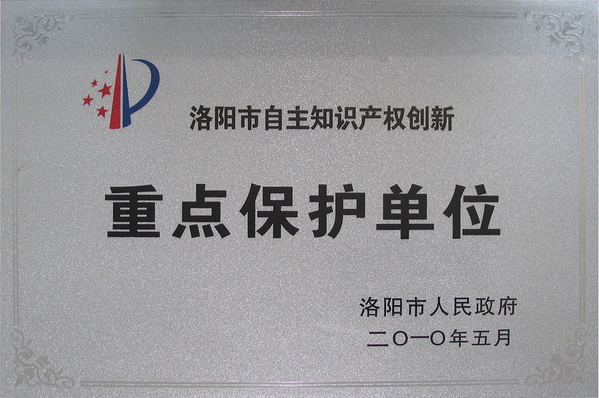 洛阳市自主知识产权创新
重点保护单位
洛阳市人民政府
二〇一〇年五月